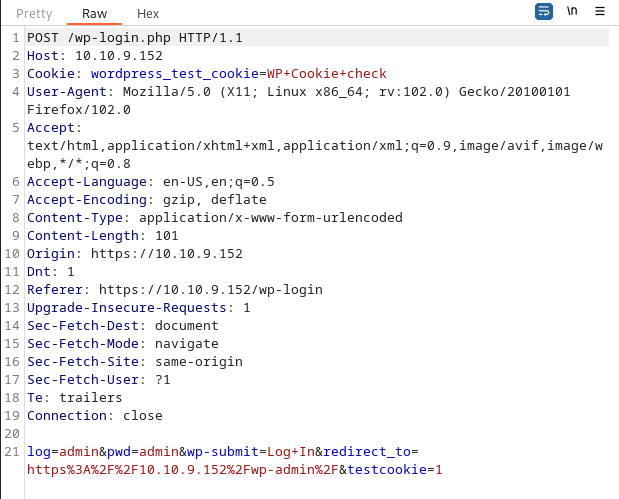 Pretty Raw Hex \n
1 POST /wp-login.php HTTP/1.1
2 Host: 10.10.9.152
3 Cookie: wordpress_test_cookie=WP+Cookie+check
4 User-Agent: Mozilla/5.0 (X11; Linux x86_64; rv:102.0) Gecko/20100101
Firefox/102.0
5 Accept:
text/html,application/xhtml+xml,application/xml;q=0.9,image/avif,image/w
ebp,*/*;q=0.8
6 Accept-Language: en-US,en;q=0.5
7 Accept-Encoding: gzip, deflate
8 Content-Type: application/x-www-form-urlencoded
9 Content-Length: 101
10 Origin: https://10.10.9.152
11 Dnt: 1
12 Referer: https://10.10.9.152/wp-login
13 Upgrade-Insecure-Requests: 1
14 Sec-Fetch-Dest: document
15 Sec-Fetch-Mode: navigate
16 Sec-Fetch-Site: same-origin
17 Sec-Fetch-User: ?1
18 Te: trailers
19 Connection: close
20
21 log=admin&pwd=admin&wp-submit=Log+In&redirect_to=
https%3A%2F%2F10.10.9.152%2Fwp-admin%2F&testcookie=1